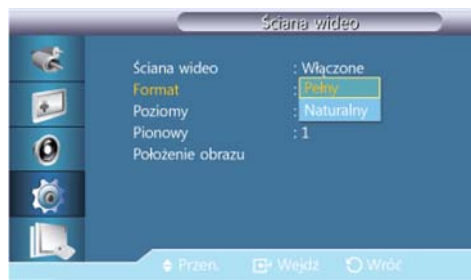 Ściana wideo
Ściana wideo : Włączone
Format : Pełny
Poziomy : Naturalny
Pionowy : 1
Położenie obrazu
Przen. Wejdź Wróć